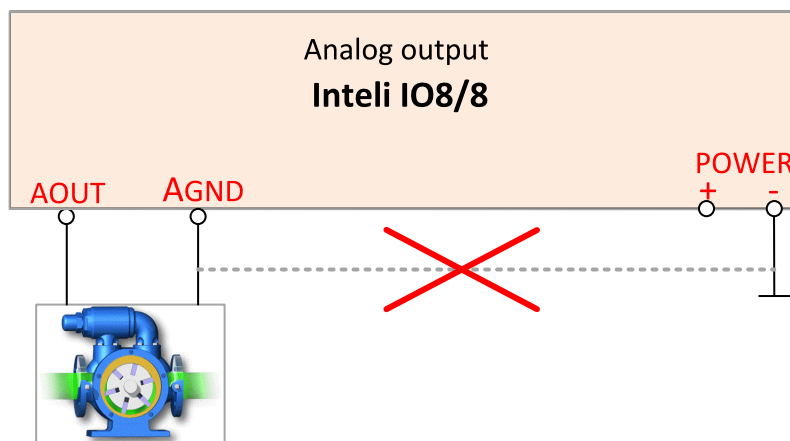 Analog output
Inteli IO8/8
AOUT AGND POWER
+ -